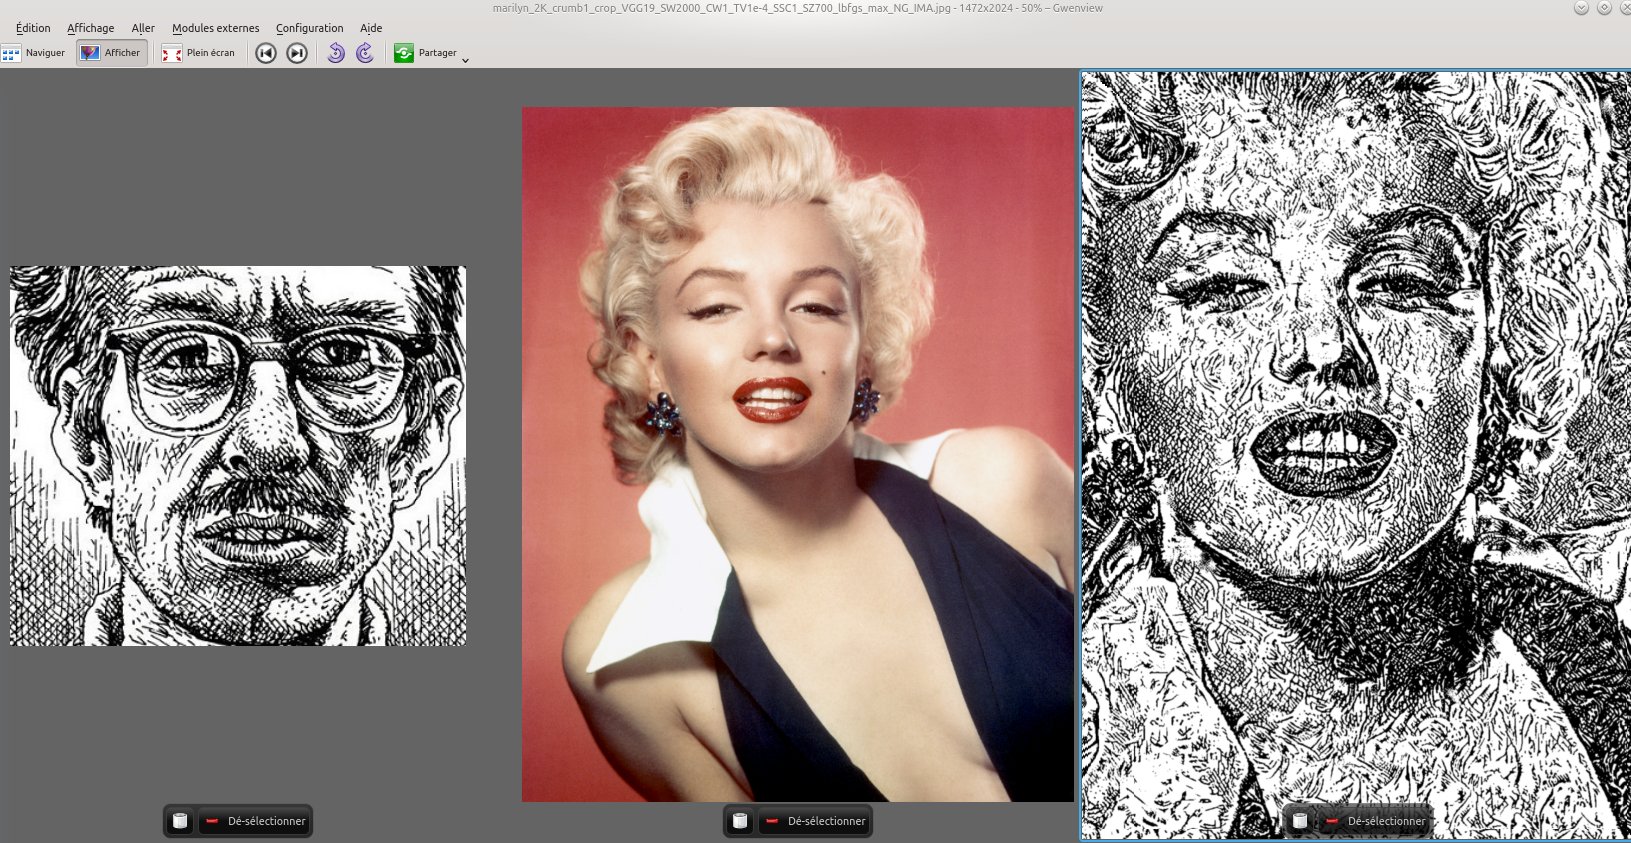 marilyn_2K_crumb1_crop_VGG19_SW2000_CW1_TV1e-4_SSC1_SZ700_lbfgs_max_NG_IMA.jpg - 1472x2024 - 50% – Gwenview
Édition Affichage Aller Modules externes Configuration Aide
Naviguer Afficher Plein écran Partager
Dé-sélectionner Dé-sélectionner Dé-sélectionner